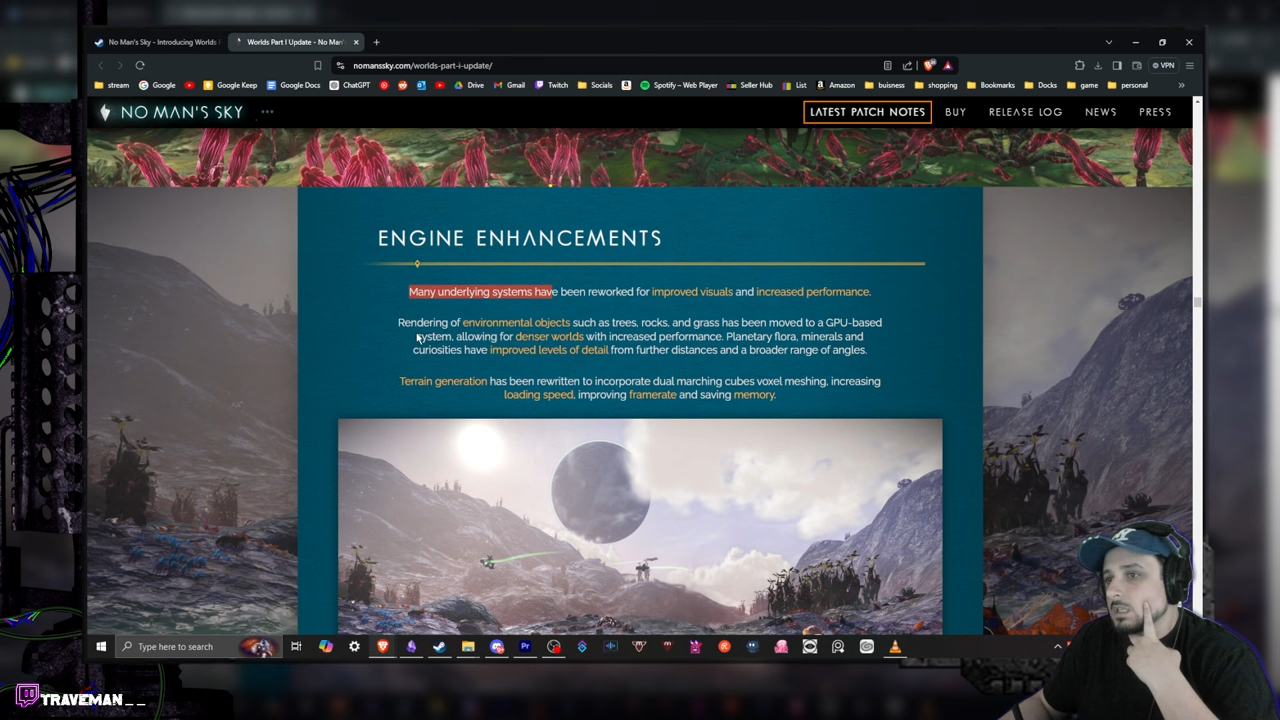 No Man's Sky - Introducing Worlds
Worlds Part I Update - No Man'
nomanssky.com/worlds-part-i-update/
VPN
stream
Google
Google Keep
Google Docs
ChatGPT
Drive
Gmail
Twitch
Socials
Spotify – Web Player
Seller Hub
List
Amazon
buisness
shopping
Bookmarks
Docks
game
personal
NO MAN'S SKY
LATEST PATCH NOTES
BUY
RELEASE LOG
NEWS
PRESS
ENGINE ENHANCEMENTS
Many underlying systems have been reworked for improved visuals and increased performance.
Rendering of environmental objects such as trees, rocks, and grass has been moved to a GPU-based
system, allowing for denser worlds with increased performance. Planetary flora, minerals and
curiosities have improved levels of detail from further distances and a broader range of angles.
Terrain generation has been rewritten to incorporate dual marching cubes voxel meshing, increasing
loading speed, improving framerate and saving memory.
Type here to search
TRAVEMAN__